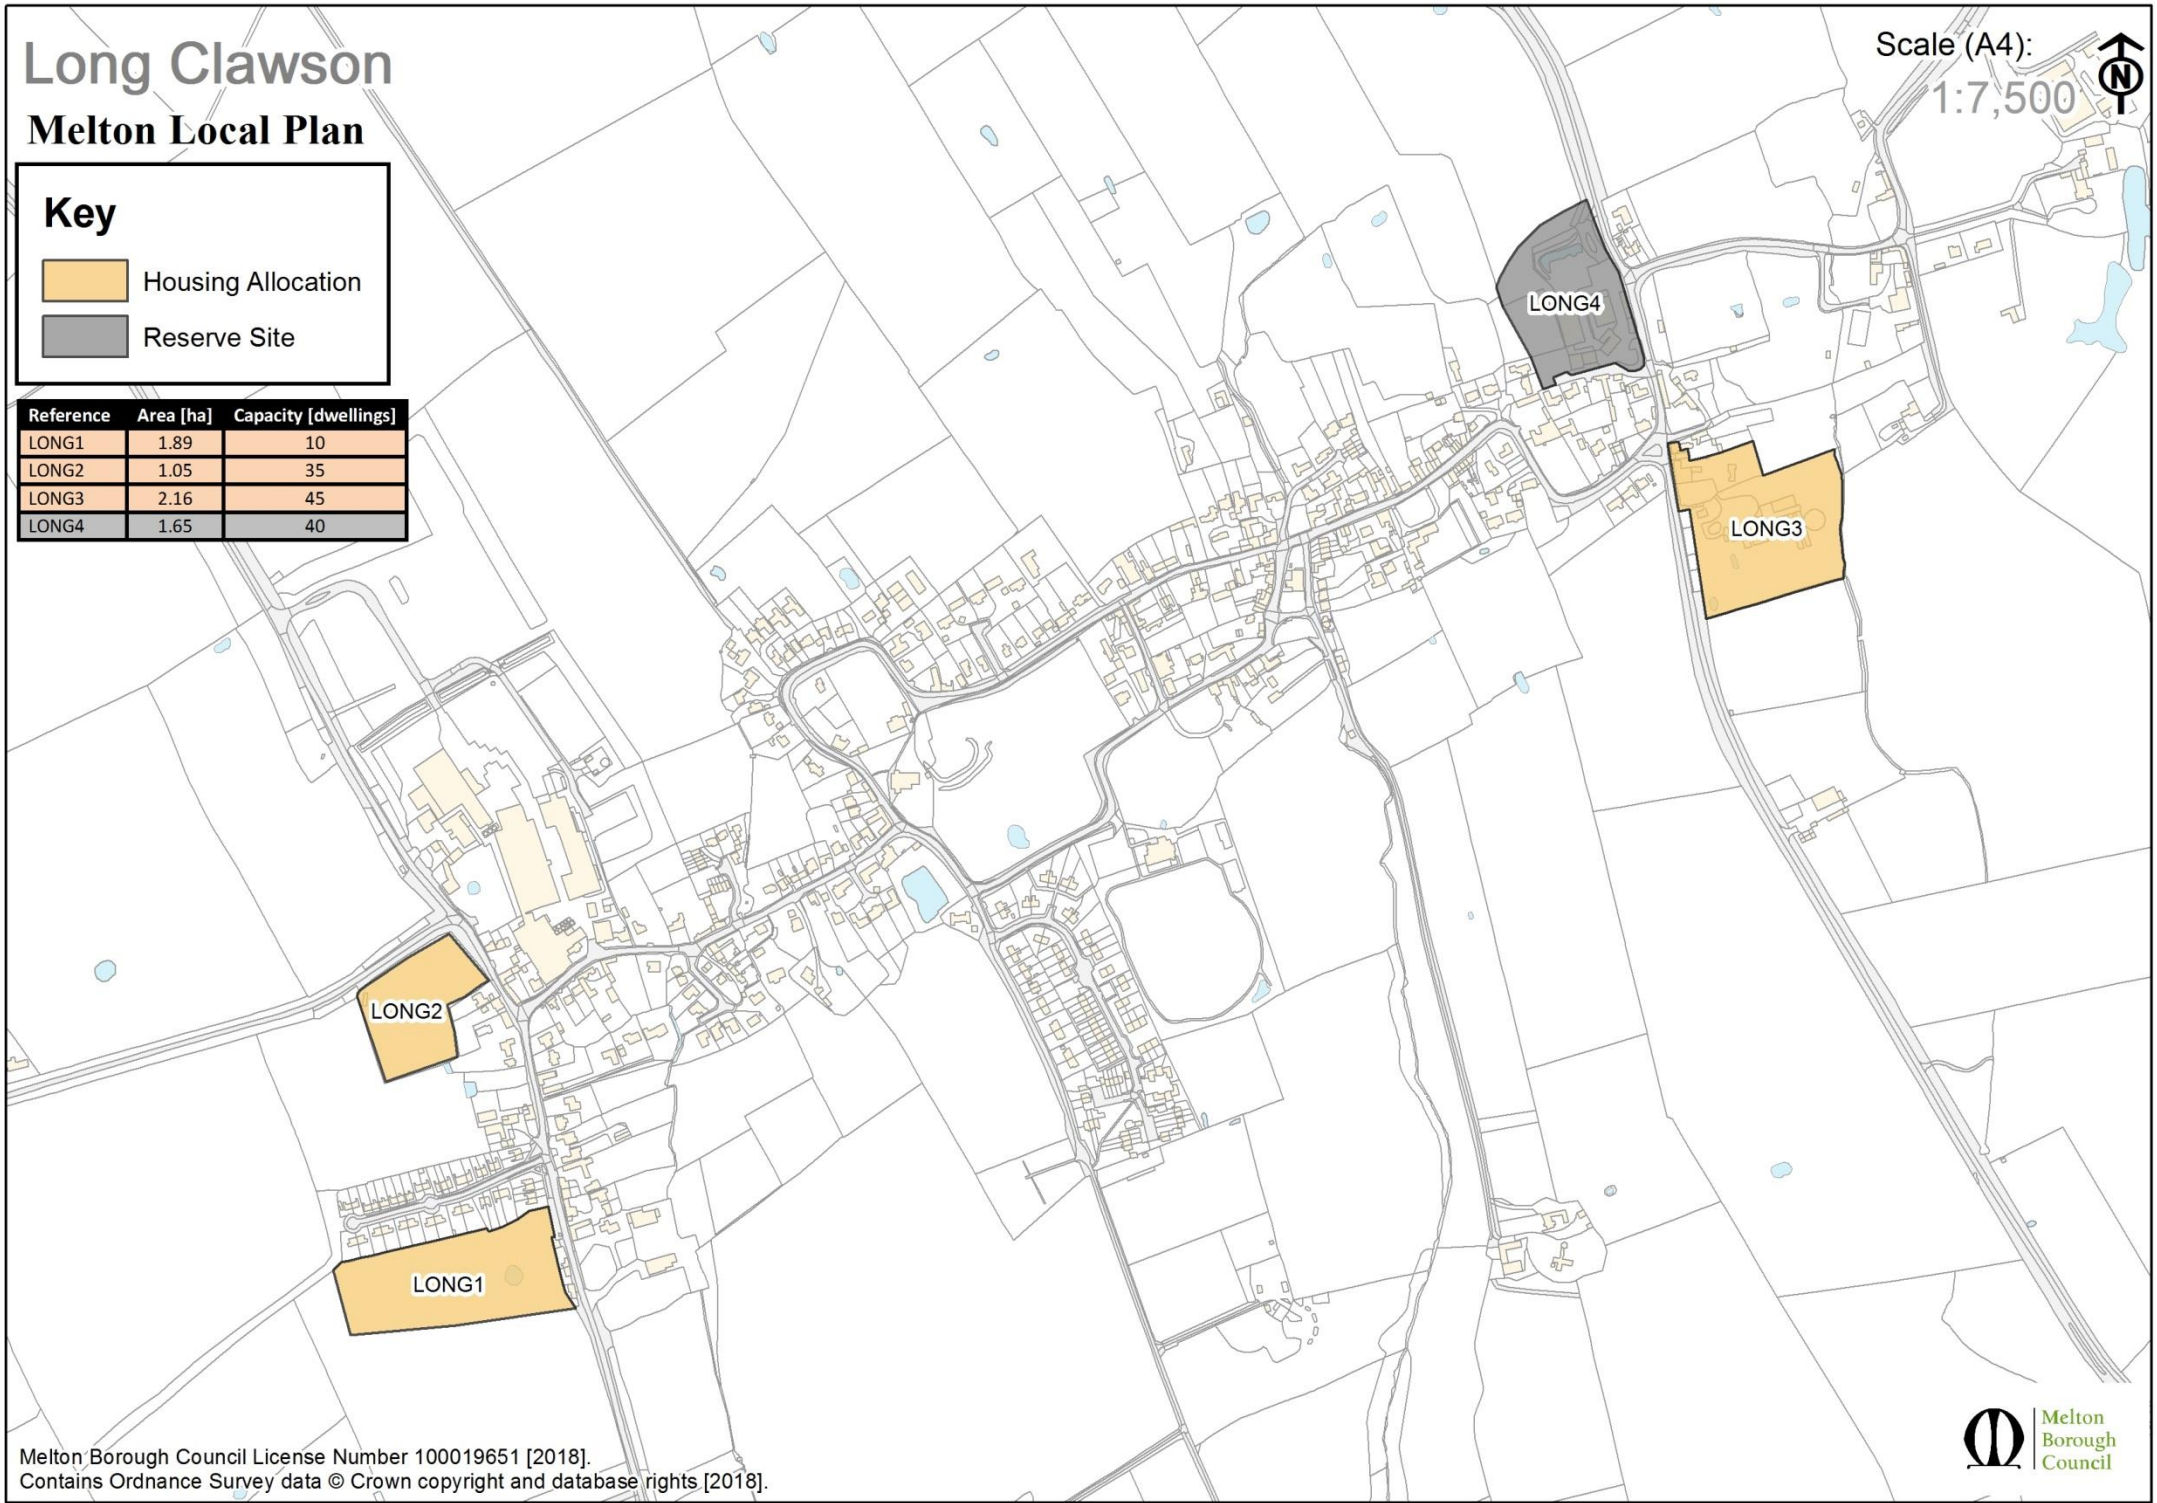 Long Clawson
Melton Local Plan
Scale (A4):
1:7,500
N
Key
Housing Allocation
Reserve Site
Reference Area [ha] Capacity [dwellings]
LONG1 1.89 10
LONG2 1.05 35
LONG3 2.16 45
LONG4 1.65 40
LONG4
LONG3
LONG2
LONG1
Melton Borough Council License Number 100019651 [2018].
Contains Ordnance Survey data © Crown copyright and database rights [2018].
Melton
Borough
Council